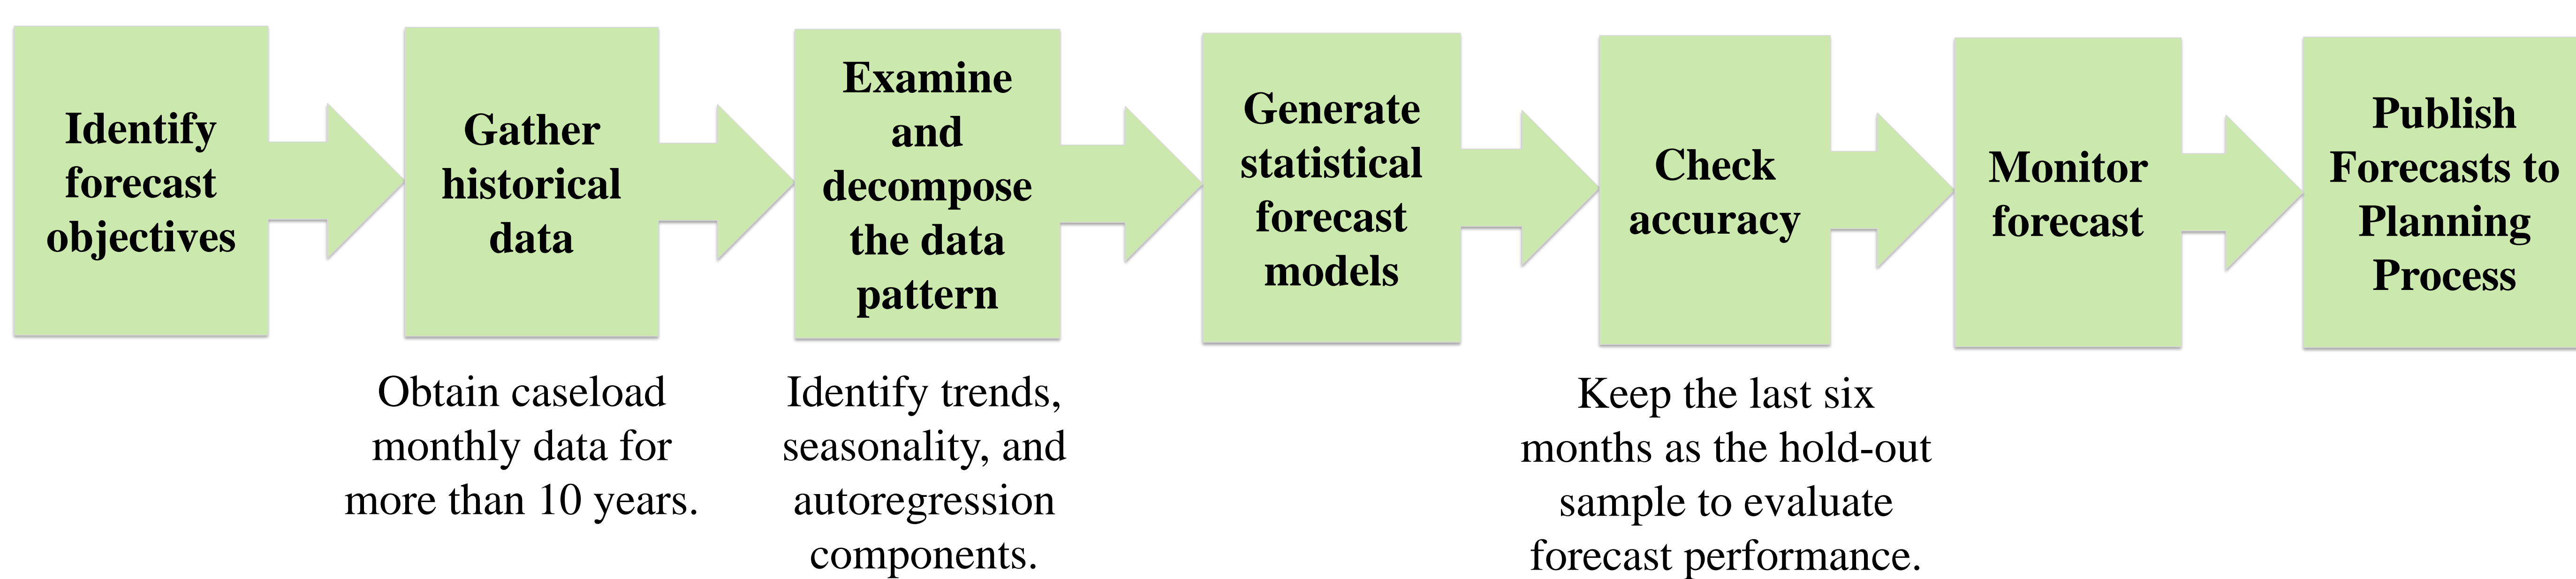 Identify
forecast
objectives
Gather
historical
data
Examine
and
decompose
the data
pattern
Generate
statistical
forecast
models
Check
accuracy
Monitor
forecast
Publish
Forecasts to
Planning
Process
Obtain caseload
monthly data for
more than 10 years.
Identify trends,
seasonality, and
autoregression
components.
Keep the last six
months as the hold-out
sample to evaluate
forecast performance.